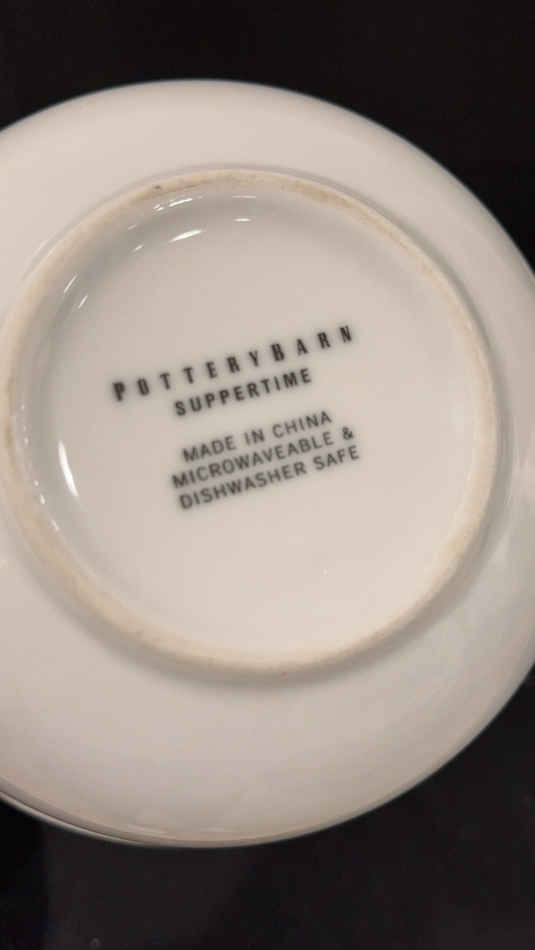 POTTERYBARN
SUPPERTIME
MADE IN CHINA
MICROWAVEABLE &
DISHWASHER SAFE